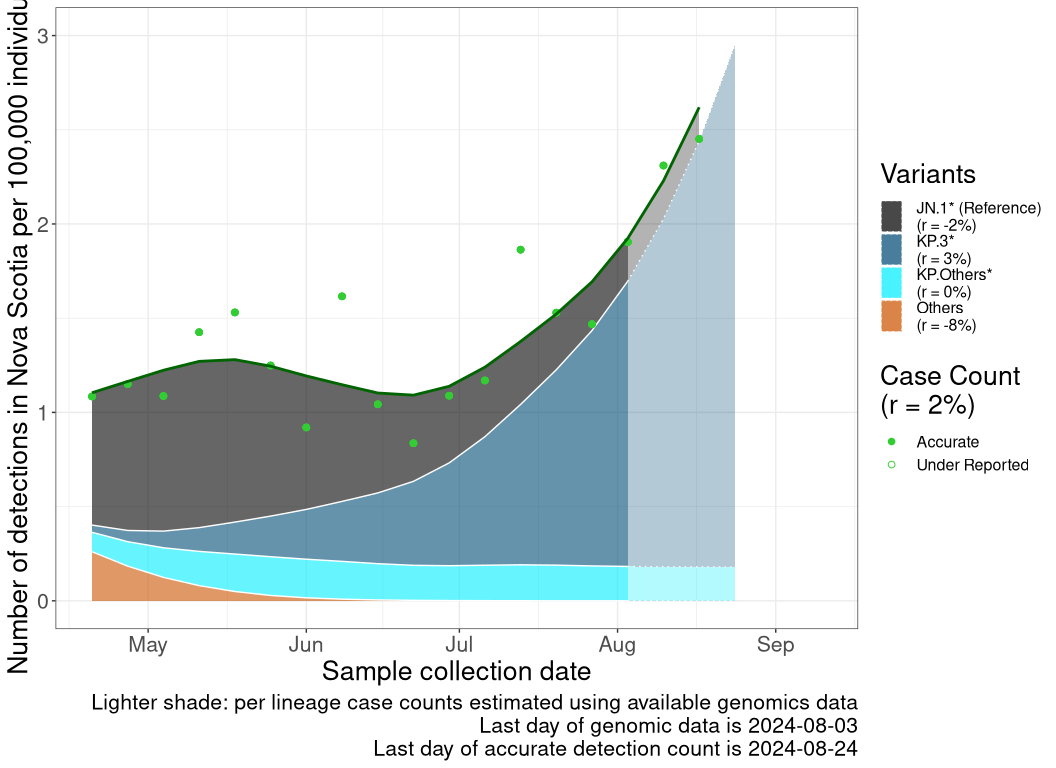 Number of detections in Nova Scotia per 100,000
3
2
1
0
May
Jun
Jul
Aug
Sep
Sample collection date
Lighter shade: per lineage case counts estimated using available genomics data
Last day of genomic data is 2024-08-03
Last day of accurate detection count is 2024-08-24
Variants
JN.1* (Reference)
(r = -2%)
KP.3*
(r = 3%)
KP.Others*
(r = 0%)
Others
(r = -8%)
Case Count
(r = 2%)
Accurate
Under Reported